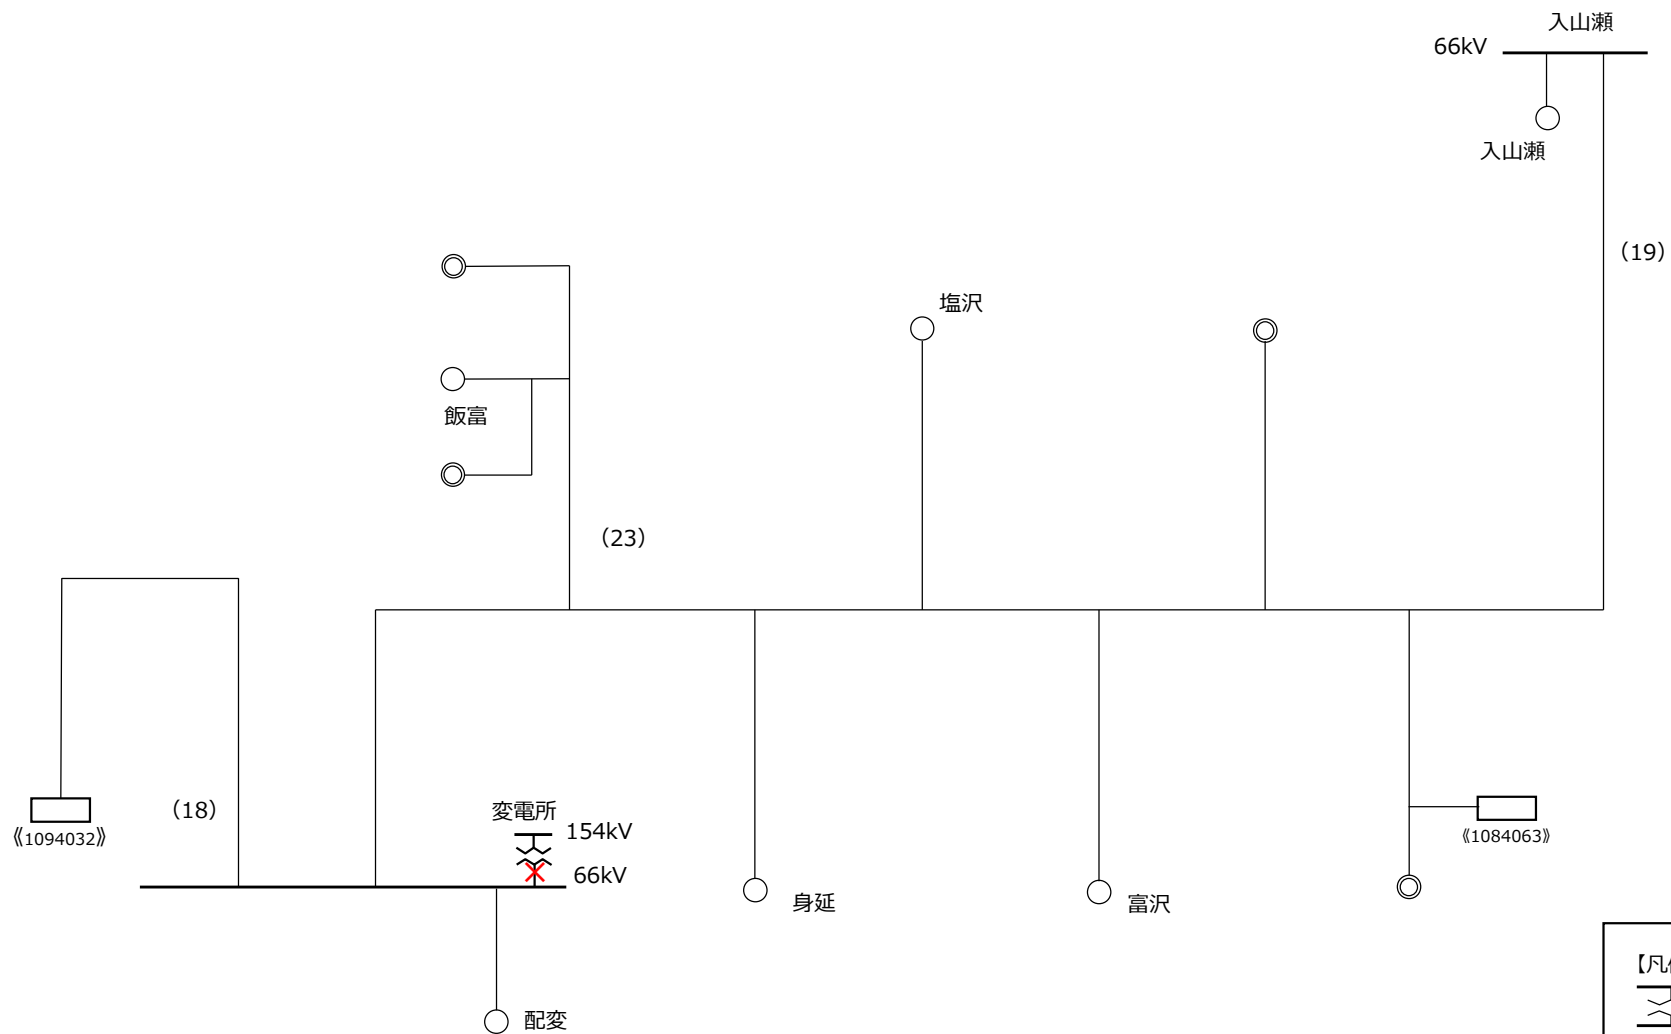 入山瀬
66kV
入山瀬
（19）
塩沢
飯富
（23）
（18）
変電所
154kV
66kV
《1094032》
《1084063》
身延
富沢
配変